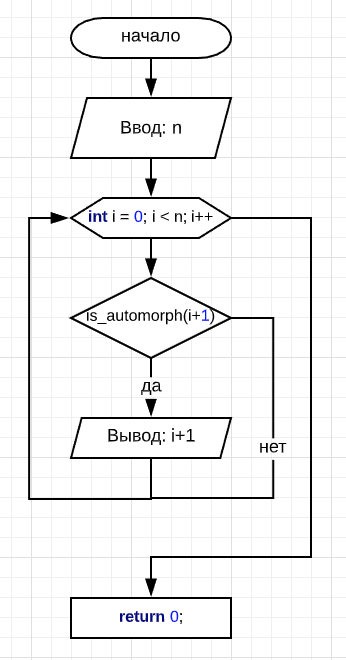 начало
Ввод: n
int i = 0; i < n; i++
is_automorph(i+1)
да
Вывод: i+1
нет
return 0;